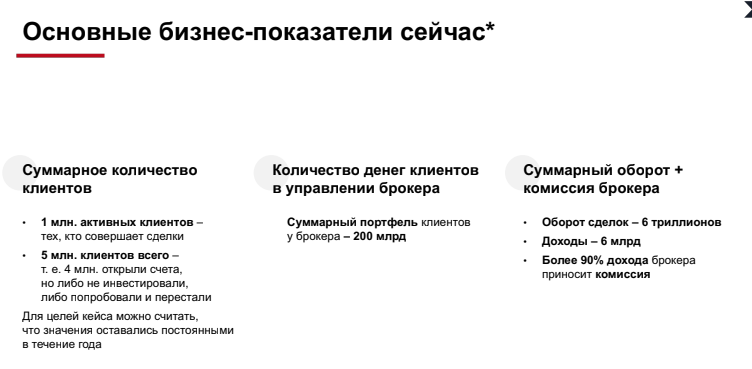 Основные бизнес-показатели сейчас*
Суммарное количество
клиентов
• 1 млн. активных клиентов –
тех, кто совершает сделки
• 5 млн. клиентов всего –
т. е. 4 млн. открыли счета,
но либо не инвестировали,
либо попробовали и перестали
Для целей кейса можно считать,
что значения оставались постоянными
в течение года
Количество денег клиентов
в управлении брокера
Суммарный портфель клиентов
у брокера – 200 млрд
Суммарный оборот +
комиссия брокера
• Оборот сделок – 6 триллионов
• Доходы – 6 млрд
• Более 90% дохода брокера
приносит комиссия